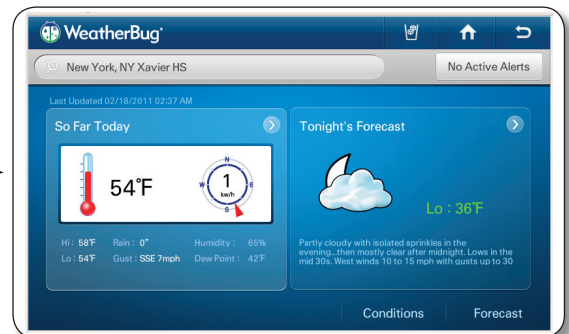 WeatherBug®
New York, NY Xavier HS
No Active Alerts
Last Updated 02/18/2011 02:37 AM
So Far Today
54°F
N
W
E
S
1
kw/h
Hi : 58°F Rain : 0" Humidity : 65%
Lo : 54°F Gust : SSE 7mph Dew Point : 42°F
Tonight's Forecast
Lo : 36°F
Partly cloudy with isolated sprinkles in the
evening...then mostly clear after midnight. Lows in the
mid 30s. West winds 10 to 15 mph with gusts up to 30
Conditions Forecast